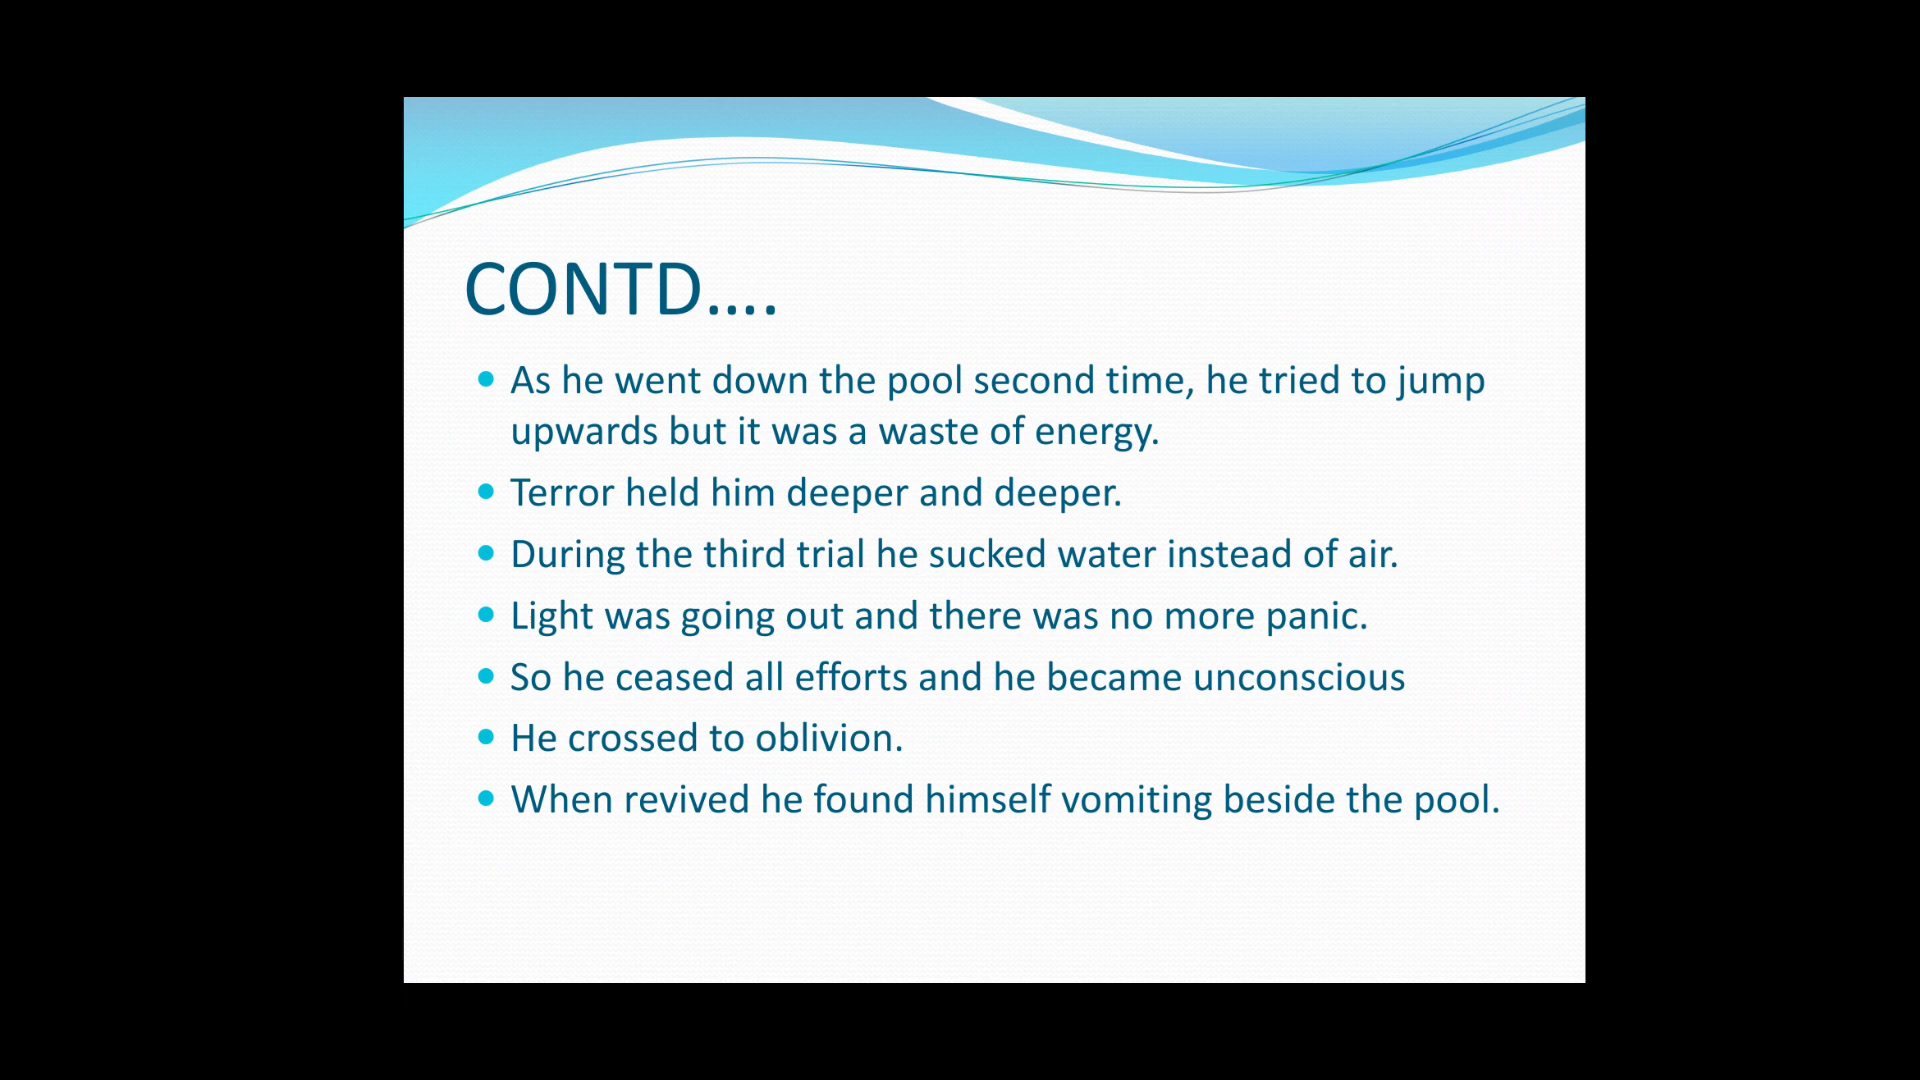 CONTD....
• As he went down the pool second time, he tried to jump
upwards but it was a waste of energy.
• Terror held him deeper and deeper.
• During the third trial he sucked water instead of air.
• Light was going out and there was no more panic.
• So he ceased all efforts and he became unconscious
• He crossed to oblivion.
• When revived he found himself vomiting beside the pool.